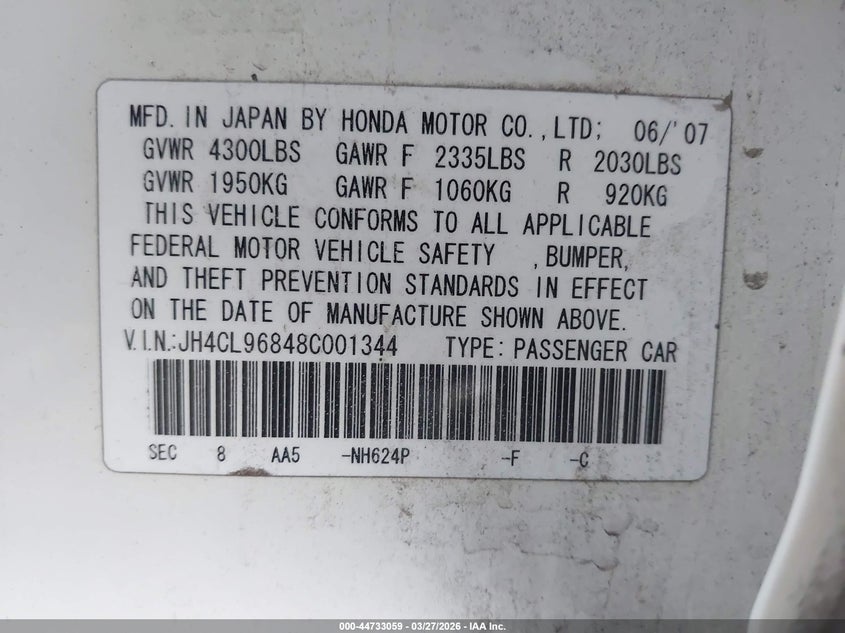 MFD. IN JAPAN BY HONDA MOTOR CO.,LTD; 06/'07
GVWR 4300LBS GAWR F 2335LBS R 2030LBS
GVWR 1950KG GAWR F 1060KG R 920KG
THIS VEHICLE CONFORMS TO ALL APPLICABLE
FEDERAL MOTOR VEHICLE SAFETY ,BUMPER,
AND THEFT PREVENTION STANDARDS IN EFFECT
ON THE DATE OF MANUFACTURE SHOWN ABOVE.
V.I.N.:JH4CL96848C001344 TYPE: PASSENGER CAR
SEC 8 AA5 -NH624P -F -C
000-44733059 - 03/27/2026 - IAA Inc.